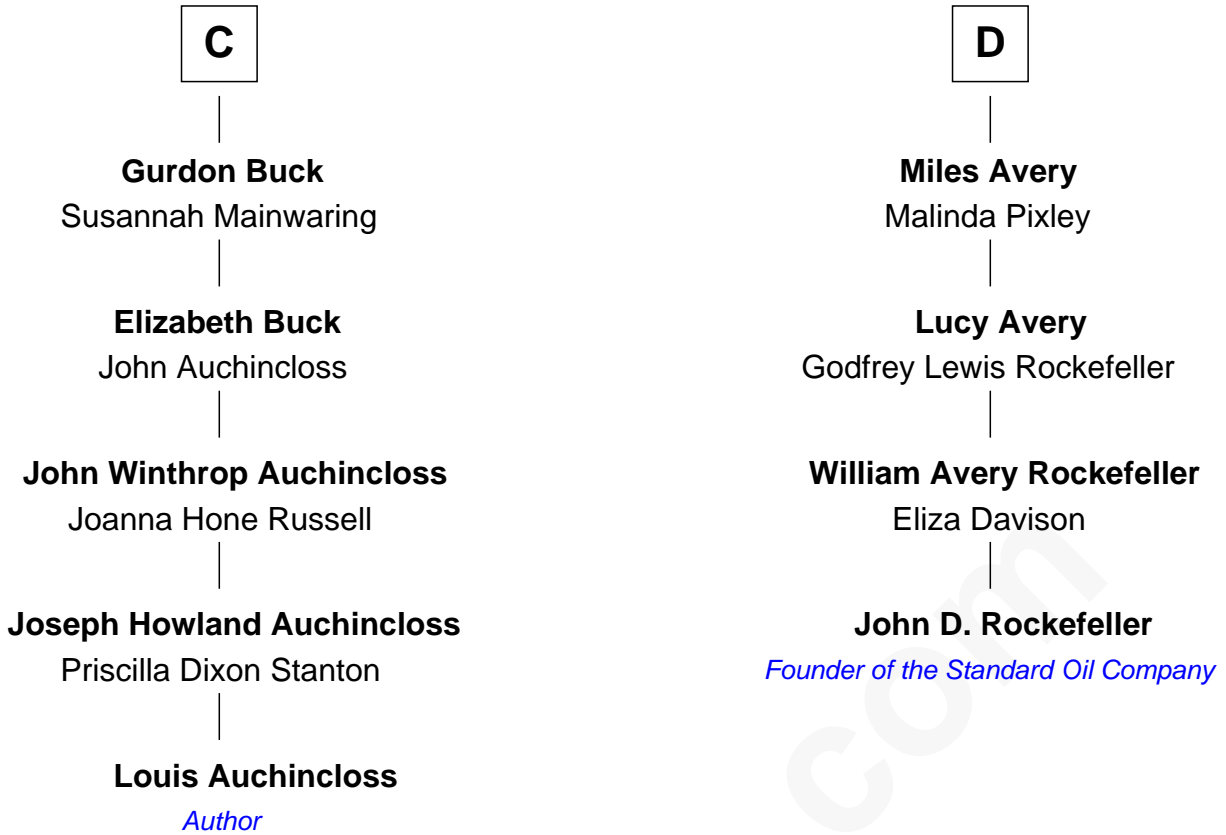 C
Gurdon Buck
Susannah Mainwaring
Elizabeth Buck
John Auchincloss
John Winthrop Auchincloss
Joanna Hone Russell
Joseph Howland Auchincloss
Priscilla Dixon Stanton
Louis Auchincloss
Author
D
Miles Avery
Malinda Pixley
Lucy Avery
Godfrey Lewis Rockefeller
William Avery Rockefeller
Eliza Davison
John D. Rockefeller
Founder of the Standard Oil Company
com